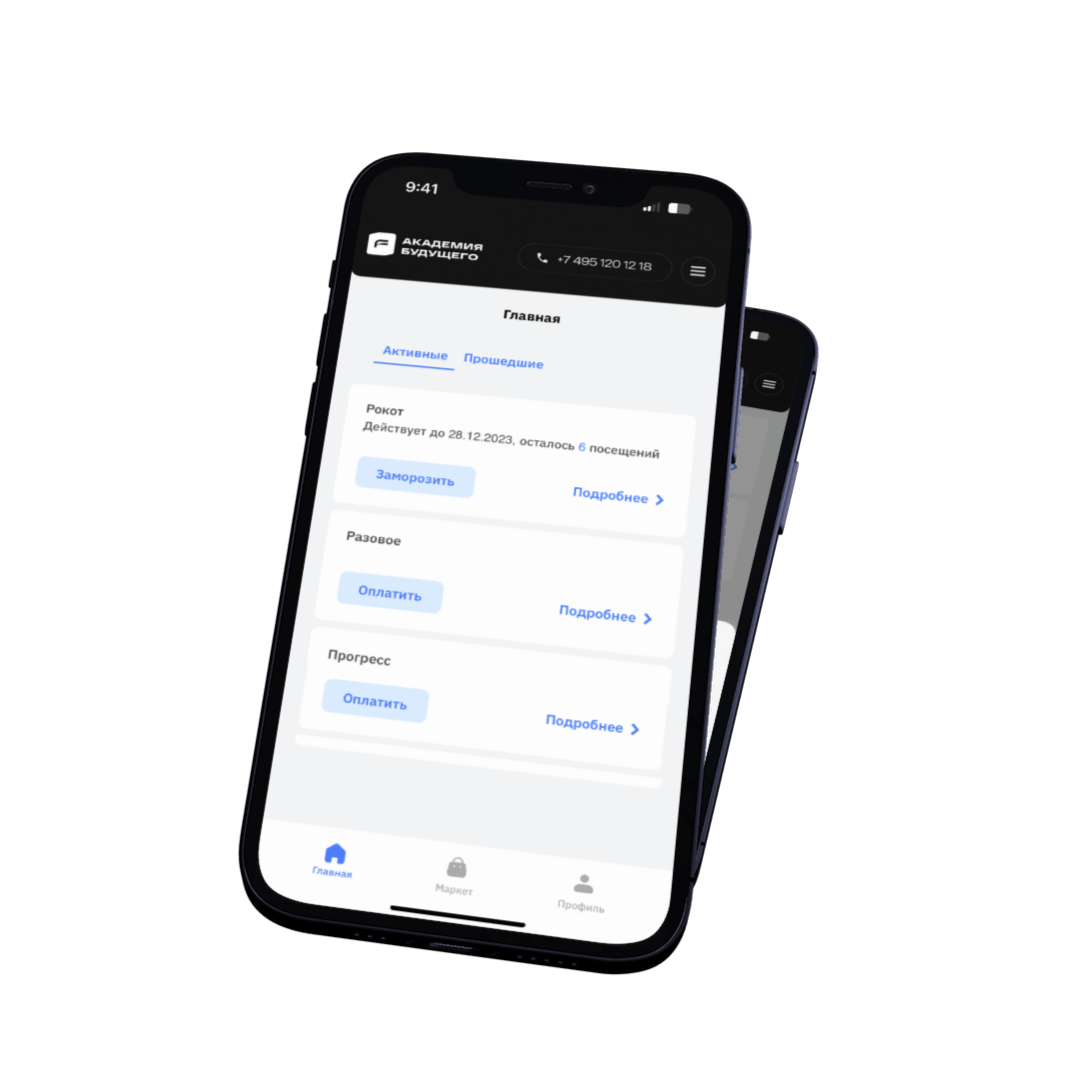 9:41
АКАДЕМИЯ
БУДУЩЕГО
+7 495 120 12 18
Главная
Активные Прошедшие
Рокот
Действует до 28.12.2023, осталось 6 посещений
Заморозить Подробнее
Разовое
Оплатить Подробнее
Прогресс
Оплатить Подробнее
Главная Маркет Профиль